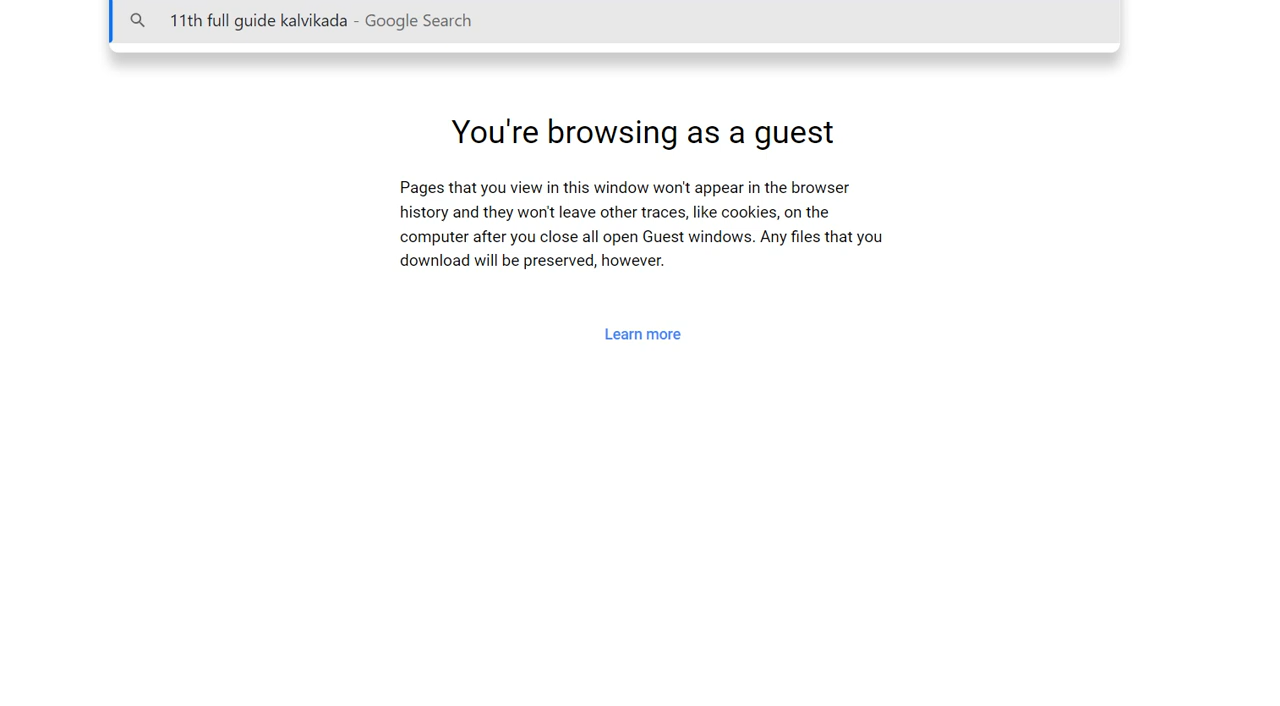 11th full guide kalvikada - Google Search
You're browsing as a guest
Pages that you view in this window won't appear in the browser
history and they won't leave other traces, like cookies, on the
computer after you close all open Guest windows. Any files that you
download will be preserved, however.
Learn more